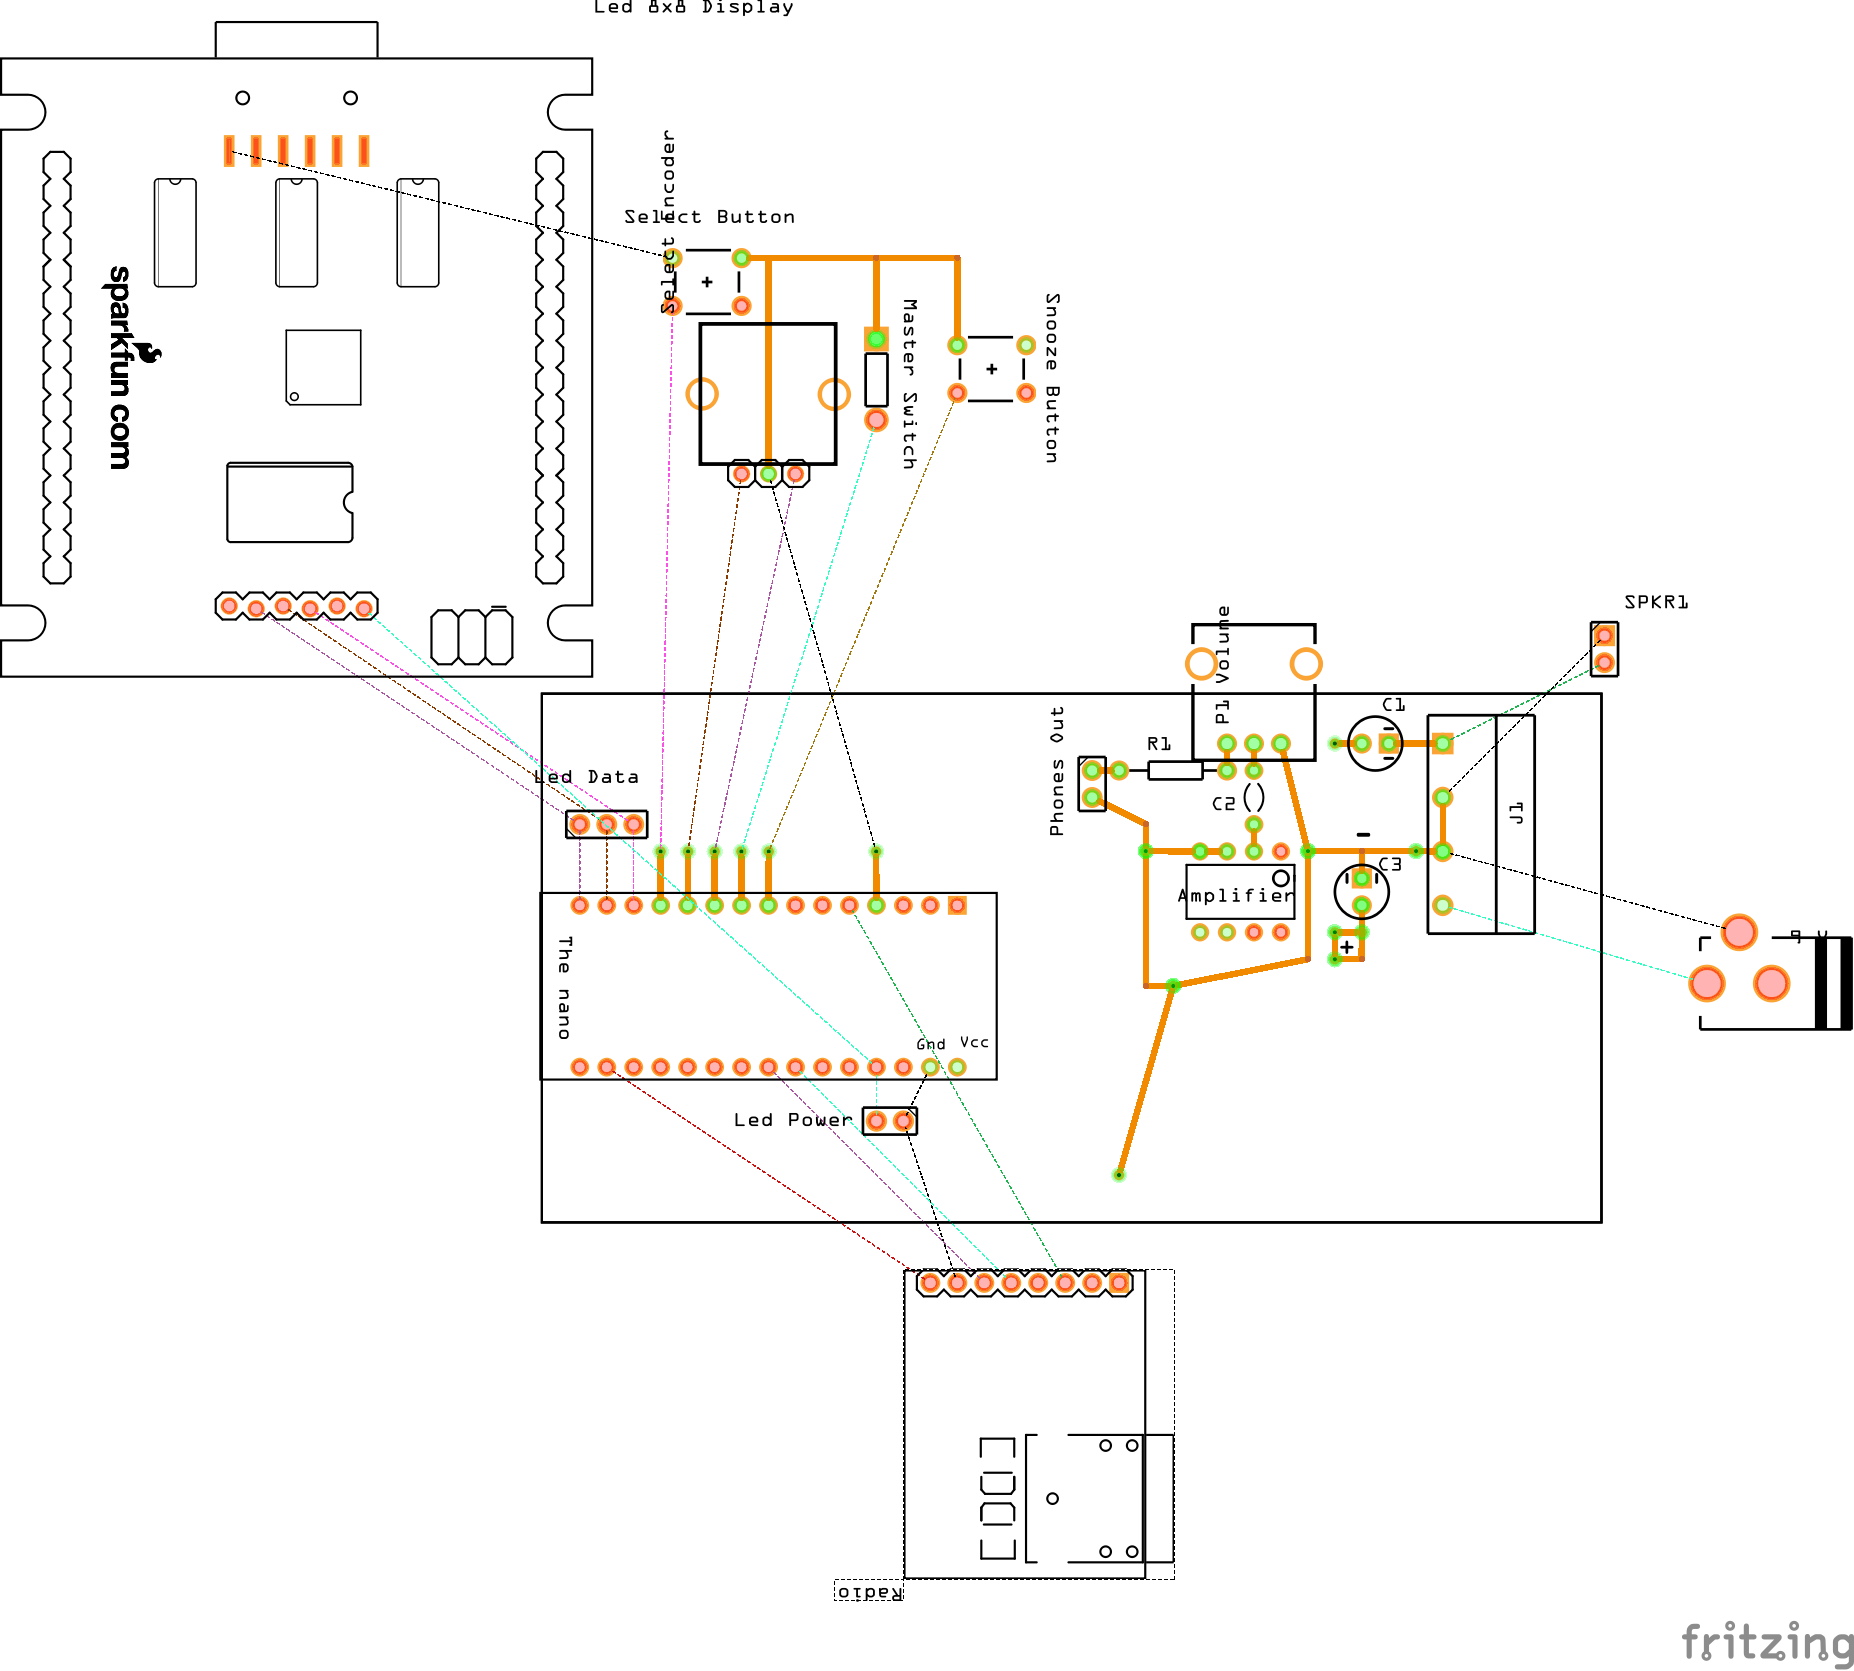 Led 8x8 Display
Select Encoder
Select Button
sparkfun.com
Master Switch
Snooze Button
SPKR1
P1 Volume
C1
Phones Out
R1
Led Data
C2
J1
C3
Amplifier
The nano
Gnd
Vcc
Led Power
Radio
fritzing